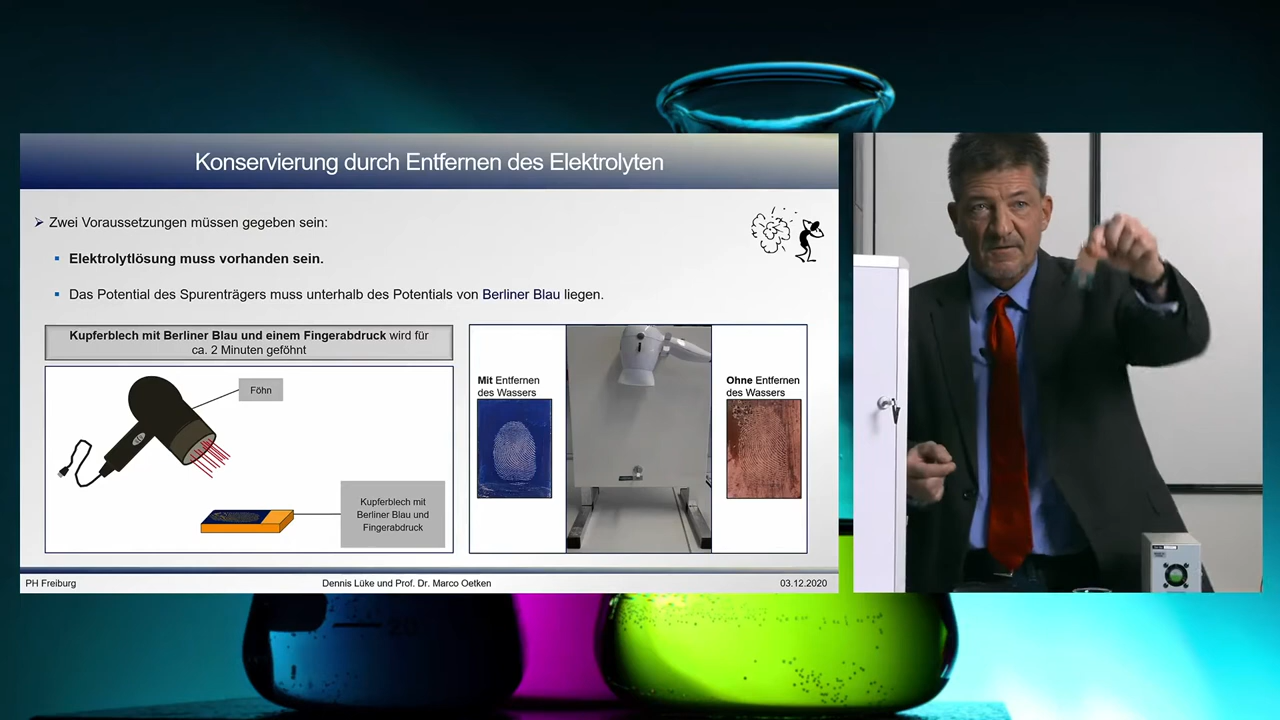 Konservierung durch Entfernen des Elektrolyten
Zwei Voraussetzungen müssen gegeben sein:
Elektrolytlösung muss vorhanden sein.
Das Potential des Spurenträgers muss unterhalb des Potentials von Berliner Blau liegen.
Kupferblech mit Berliner Blau und einem Fingerabdruck wird für
ca. 2 Minuten geföhnt
Föhn
Kupferblech mit
Berliner Blau und
Fingerabdruck
Mit Entfernen
des Wassers
Ohne Entfernen
des Wassers
PH Freiburg
Dennis Lüke und Prof. Dr. Marco Oetken
03.12.2020